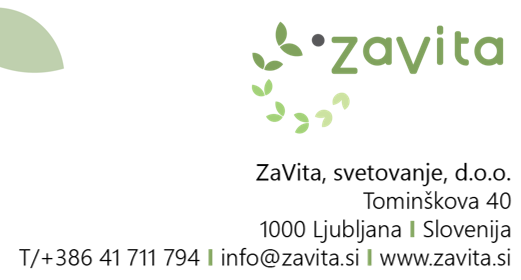 zavita
ZaVita, svetovanje, d.o.o.
Tominškova 40
1000 Ljubljana I Slovenija
T/+386 41 711 794 I info@zavita.si I www.zavita.si